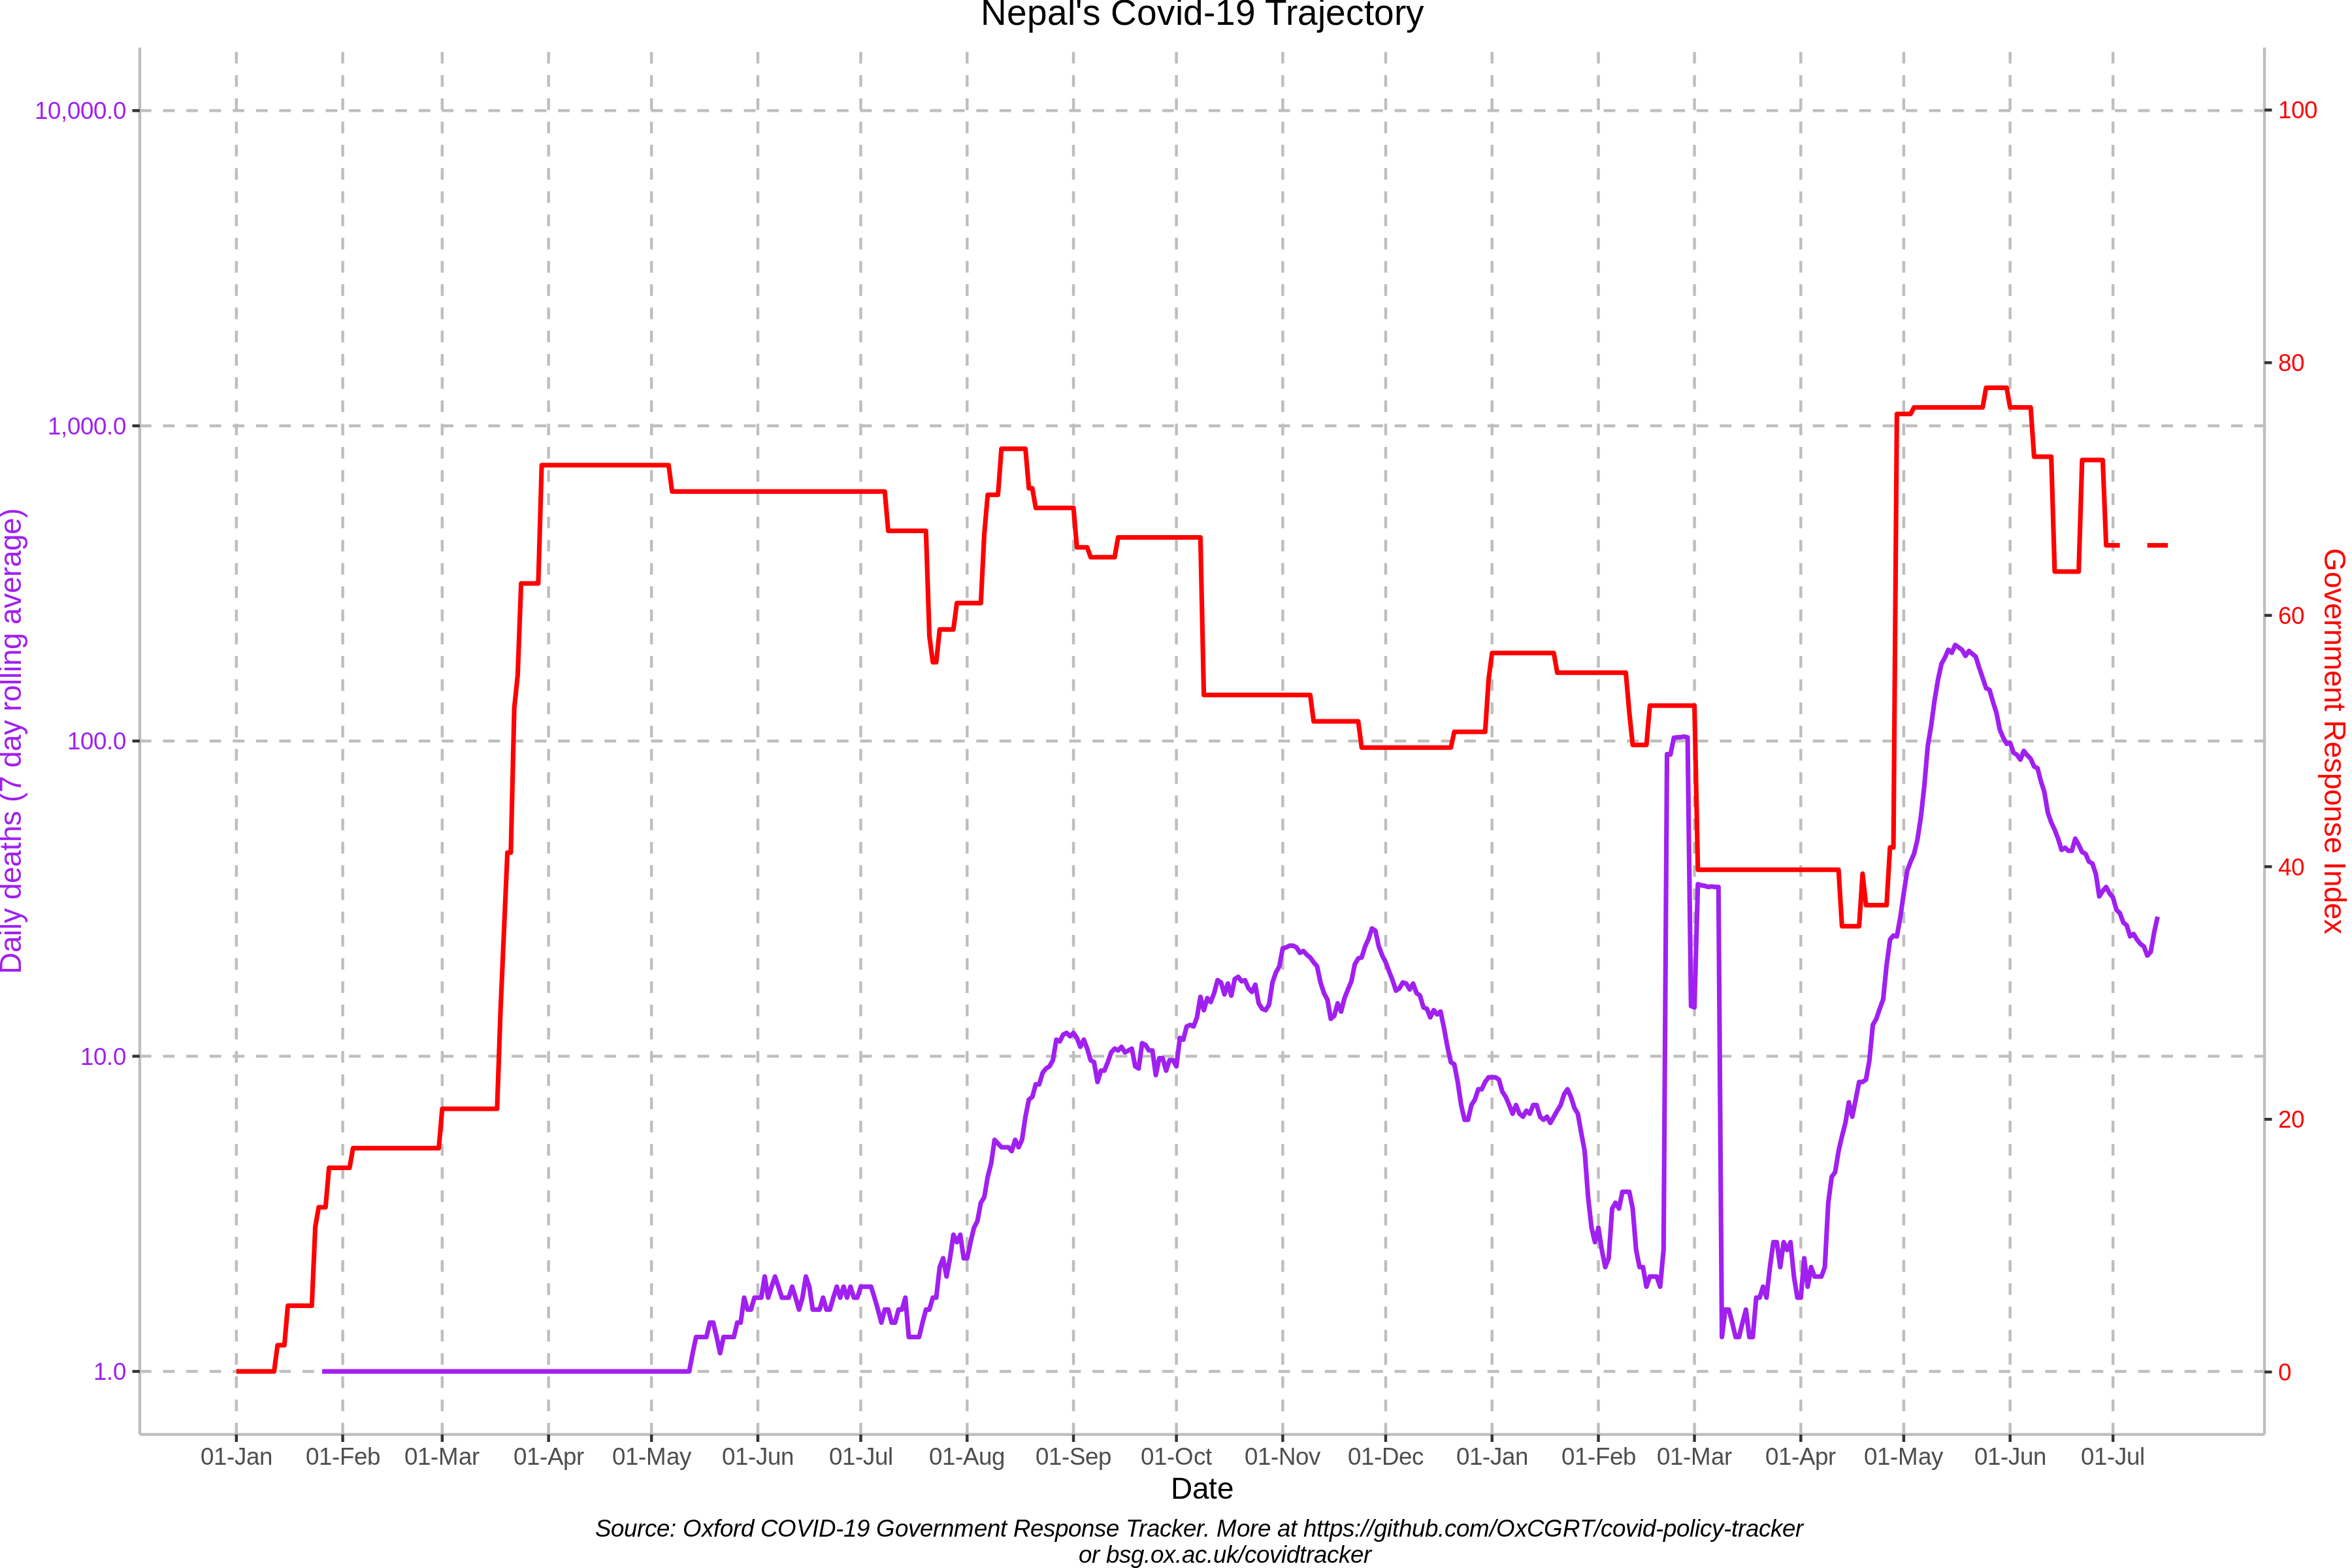 Nepal's Covid-19 Trajectory
Daily deaths (7 day rolling average)
10,000.0
1,000.0
100.0
10.0
1.0
100
80
60
40
20
0
Government Response Index
01-Jan 01-Feb 01-Mar 01-Apr 01-May 01-Jun 01-Jul 01-Aug 01-Sep 01-Oct 01-Nov 01-Dec 01-Jan 01-Feb 01-Mar 01-Apr 01-May 01-Jun 01-Jul
Date
Source: Oxford COVID-19 Government Response Tracker. More at https://github.com/OxCGRT/covid-policy-tracker
or bsg.ox.ac.uk/covidtracker